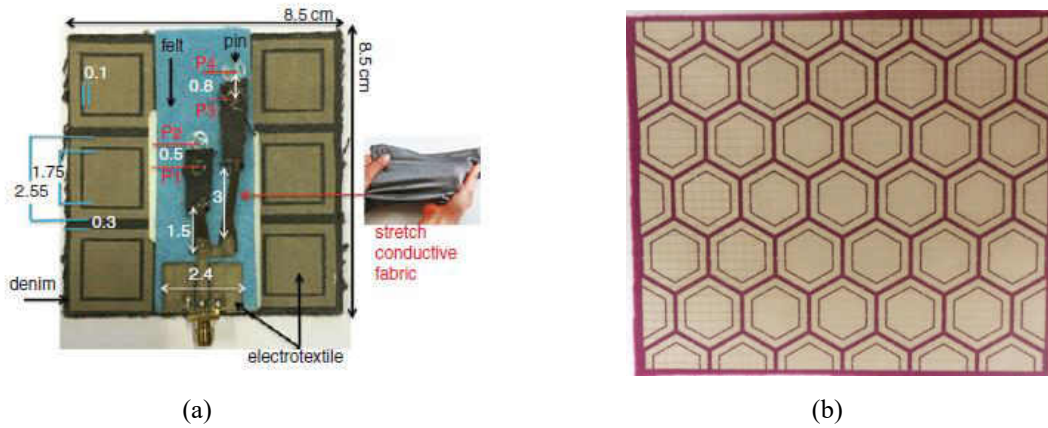 8.5 cm
felt
pin
P4
0.1
0.8
P3
8.5 cm
P2
0.5
P1
1.75
2.55
3
0.3
1.5
stretch
conductive
fabric
2.4
denim
electrotextile
(a)
(b)